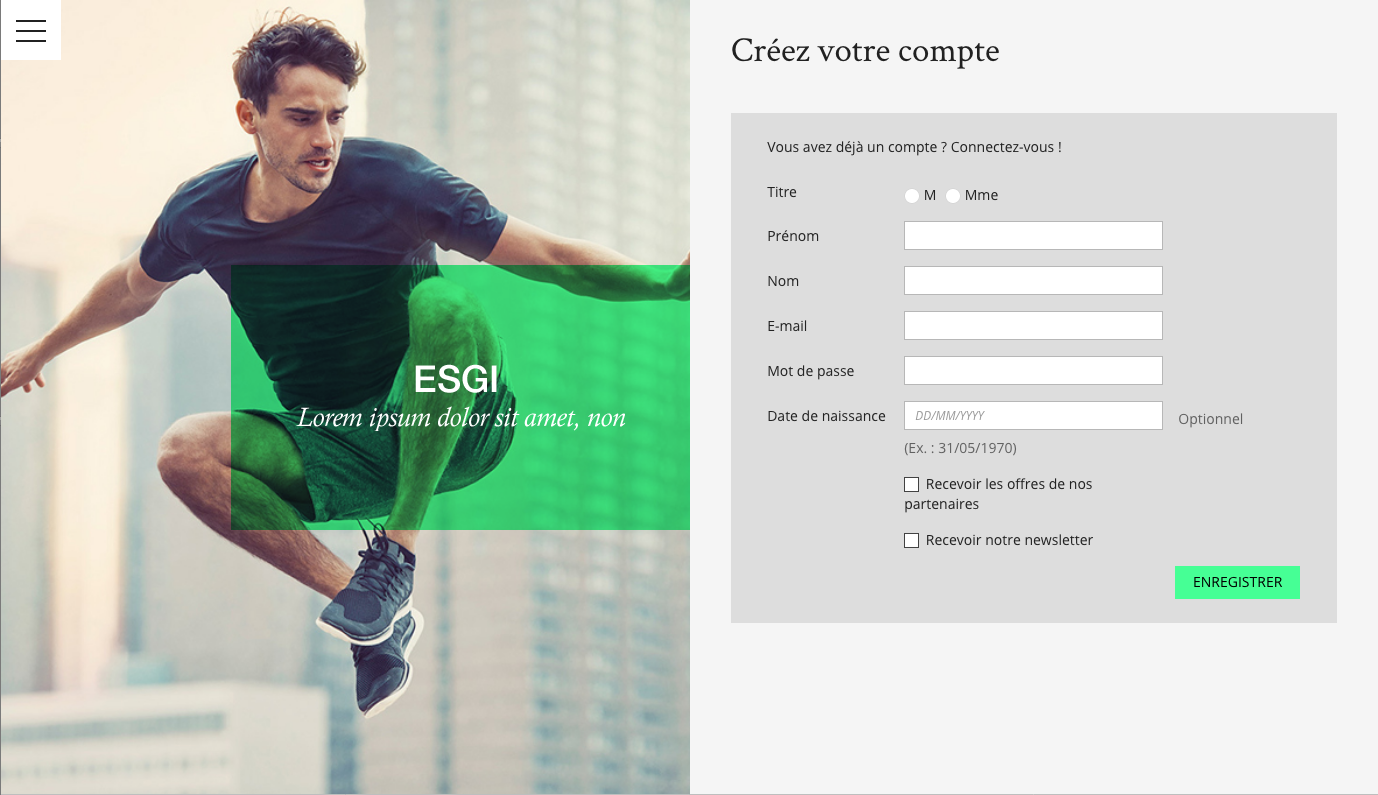 ESGI
Lorem ipsum dolor sit amet, non
Créez votre compte
Vous avez déjà un compte ? Connectez-vous !
Titre M Mme
Prénom
Nom
E-mail
Mot de passe
Date de naissance DD/MM/YYYY Optionnel
(Ex. : 31/05/1970)
Recevoir les offres de nos
partenaires
Recevoir notre newsletter
ENREGISTRER